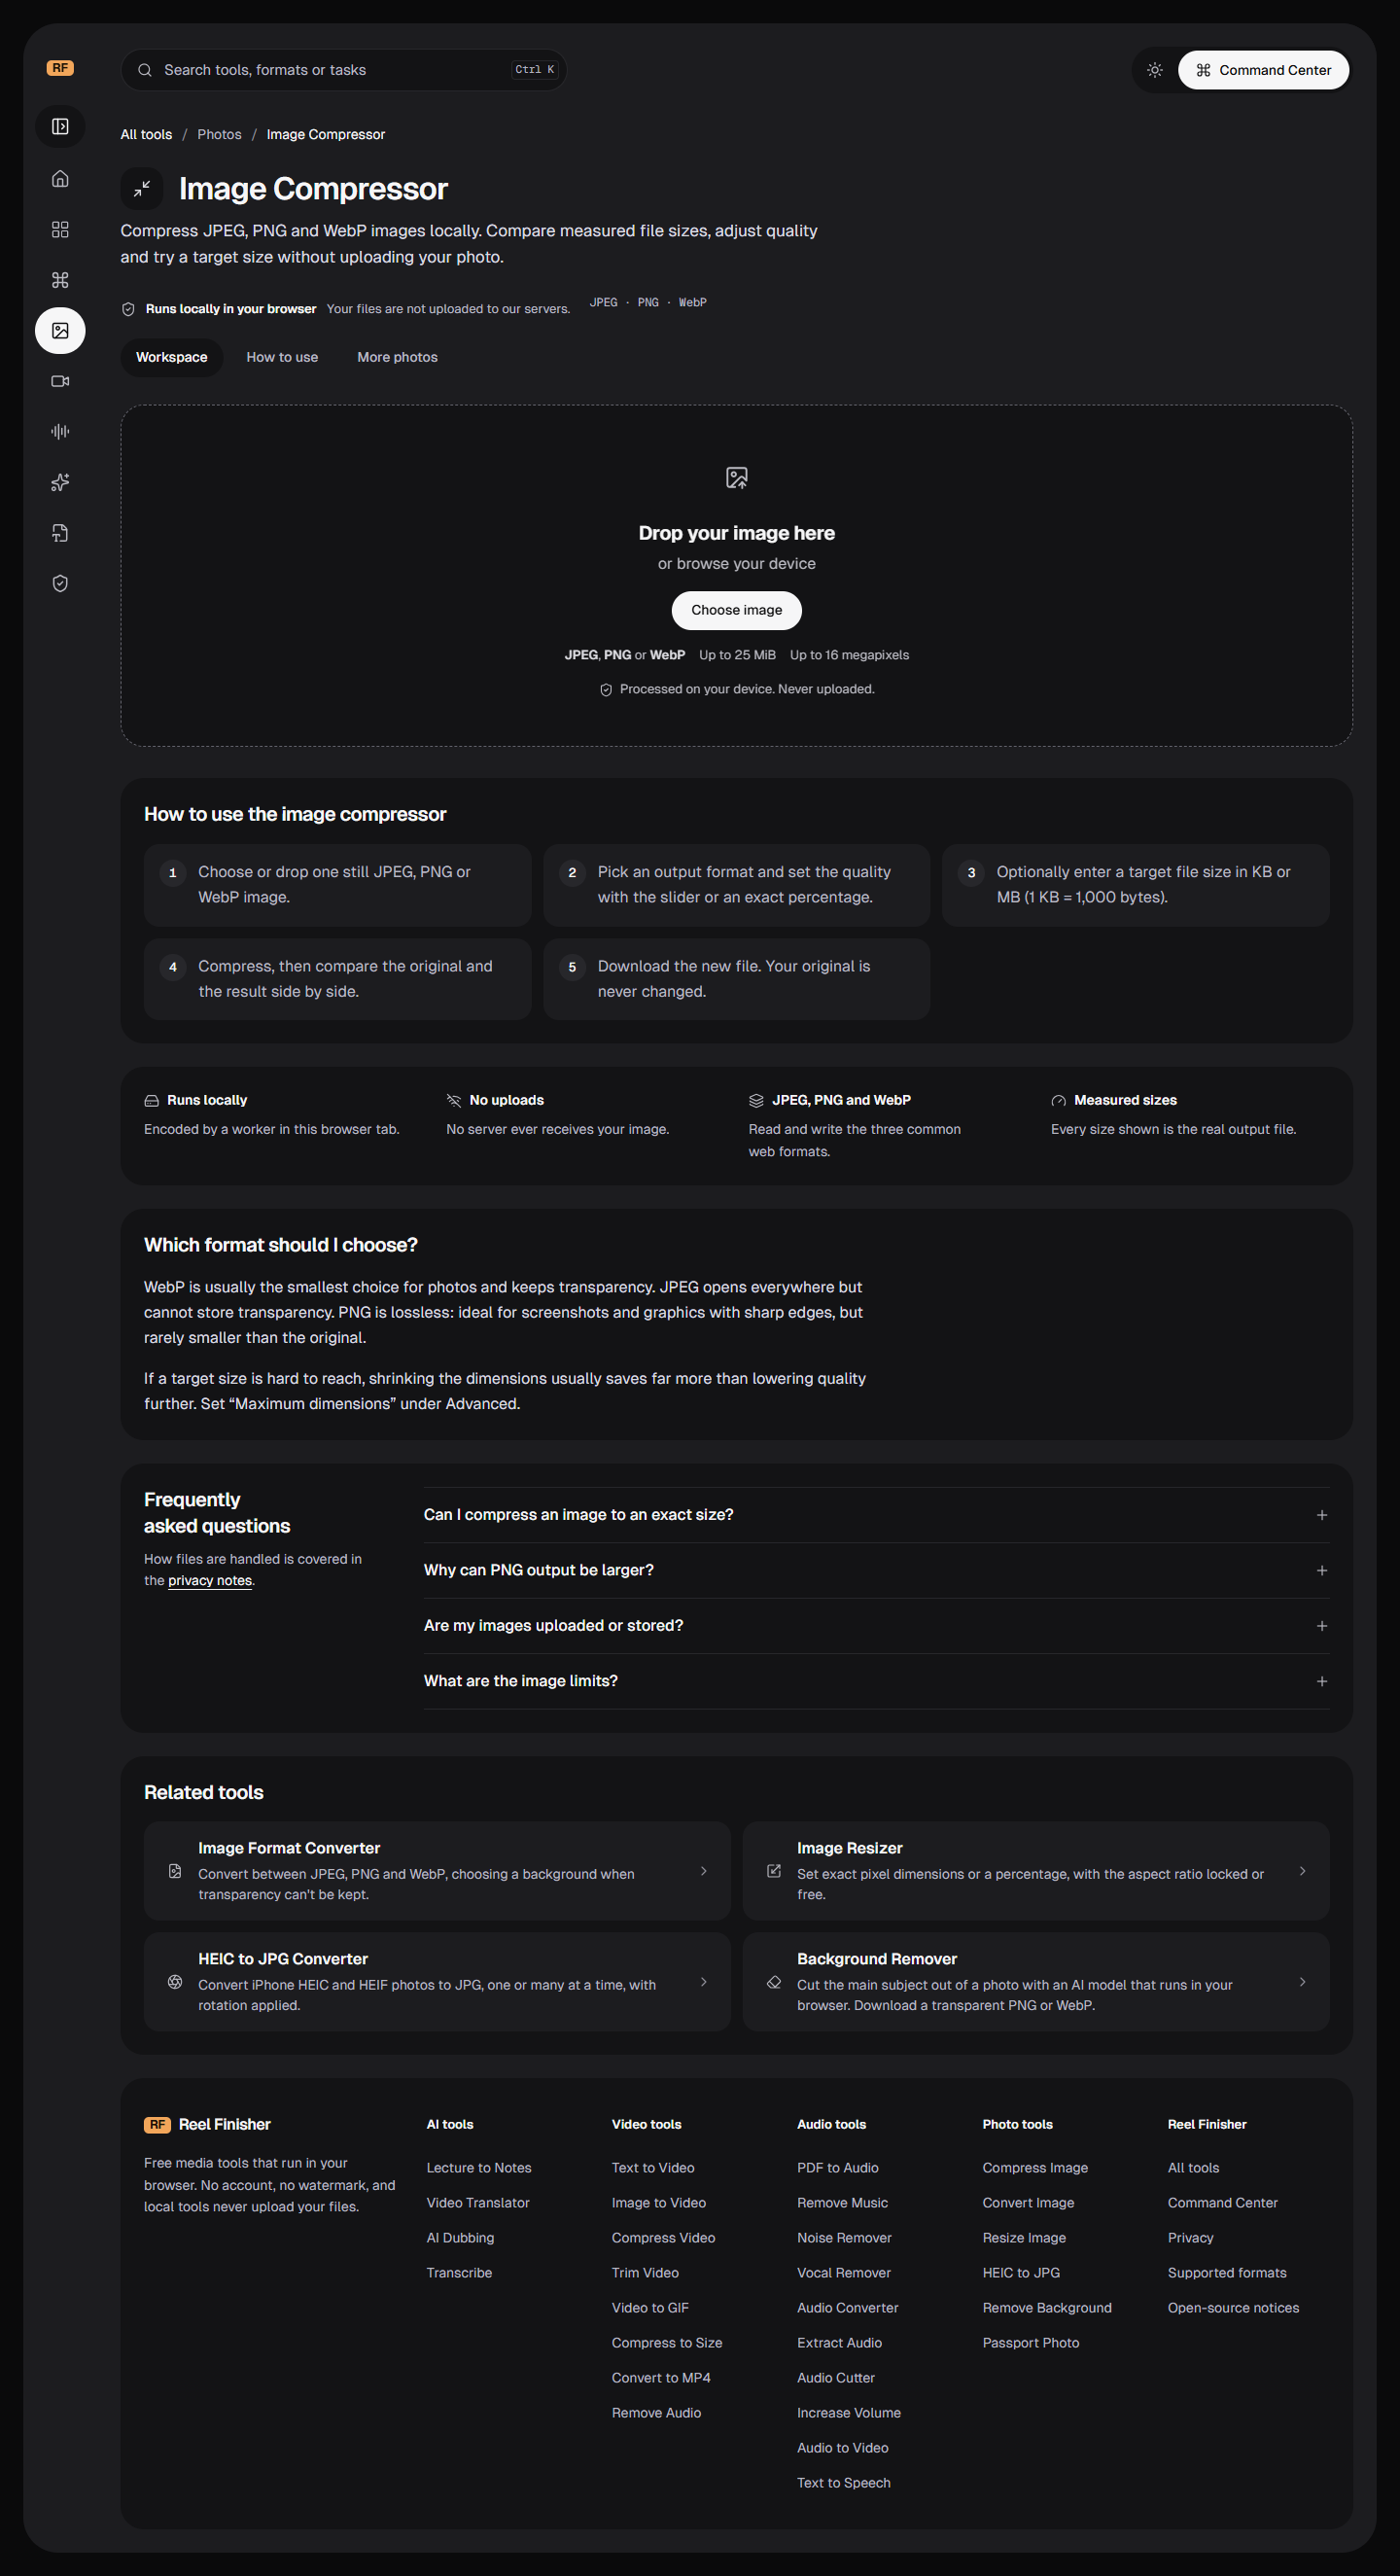 RF
Search tools, formats or tasks
Ctrl K
Command Center
All tools / Photos / Image Compressor
Image Compressor
Compress JPEG, PNG and WebP images locally. Compare measured file sizes, adjust quality
and try a target size without uploading your photo.
Runs locally in your browser Your files are not uploaded to our servers. JPEG · PNG · WebP
Workspace How to use More photos
Drop your image here
or browse your device
Choose image
JPEG, PNG or WebP Up to 25 MiB Up to 16 megapixels
Processed on your device. Never uploaded.
How to use the image compressor
1 Choose or drop one still JPEG, PNG or
WebP image.
2 Pick an output format and set the quality
with the slider or an exact percentage.
3 Optionally enter a target file size in KB or
MB (1 KB = 1,000 bytes).
4 Compress, then compare the original and
the result side by side.
5 Download the new file. Your original is
never changed.
Runs locally
Encoded by a worker in this browser tab.
No uploads
No server ever receives your image.
JPEG, PNG and WebP
Read and write the three common
web formats.
Measured sizes
Every size shown is the real output file.
Which format should I choose?
WebP is usually the smallest choice for photos and keeps transparency. JPEG opens everywhere but
cannot store transparency. PNG is lossless: ideal for screenshots and graphics with sharp edges, but
rarely smaller than the original.
If a target size is hard to reach, shrinking the dimensions usually saves far more than lowering quality
further. Set “Maximum dimensions” under Advanced.
Frequently
asked questions
How files are handled is covered in
the privacy notes.
Can I compress an image to an exact size?
Why can PNG output be larger?
Are my images uploaded or stored?
What are the image limits?
Related tools
Image Format Converter
Convert between JPEG, PNG and WebP, choosing a background when
transparency can't be kept.
Image Resizer
Set exact pixel dimensions or a percentage, with the aspect ratio locked or
free.
HEIC to JPG Converter
Convert iPhone HEIC and HEIF photos to JPG, one or many at a time, with
rotation applied.
Background Remover
Cut the main subject out of a photo with an AI model that runs in your
browser. Download a transparent PNG or WebP.
RF Reel Finisher
Free media tools that run in your
browser. No account, no watermark, and
local tools never upload your files.
AI tools
Lecture to Notes
Video Translator
AI Dubbing
Transcribe
Video tools
Text to Video
Image to Video
Compress Video
Trim Video
Video to GIF
Compress to Size
Convert to MP4
Remove Audio
Audio tools
PDF to Audio
Remove Music
Noise Remover
Vocal Remover
Audio Converter
Extract Audio
Audio Cutter
Increase Volume
Audio to Video
Text to Speech
Photo tools
Compress Image
Convert Image
Resize Image
HEIC to JPG
Remove Background
Passport Photo
Reel Finisher
All tools
Command Center
Privacy
Supported formats
Open-source notices